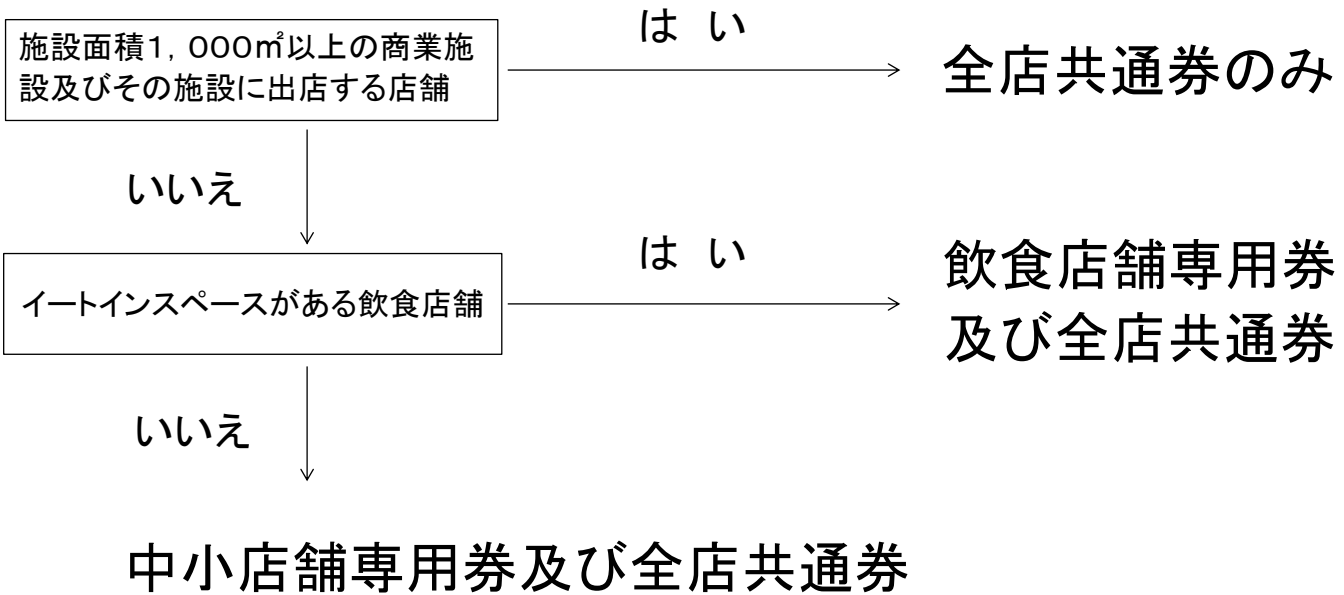 施設面積１，０００㎡以上の商業施
設及びその施設に出店する店舗
は い
全店共通券のみ
いいえ
イートインスペースがある飲食店舗
は い
飲食店舗専用券
及び全店共通券
いいえ
中小店舗専用券及び全店共通券